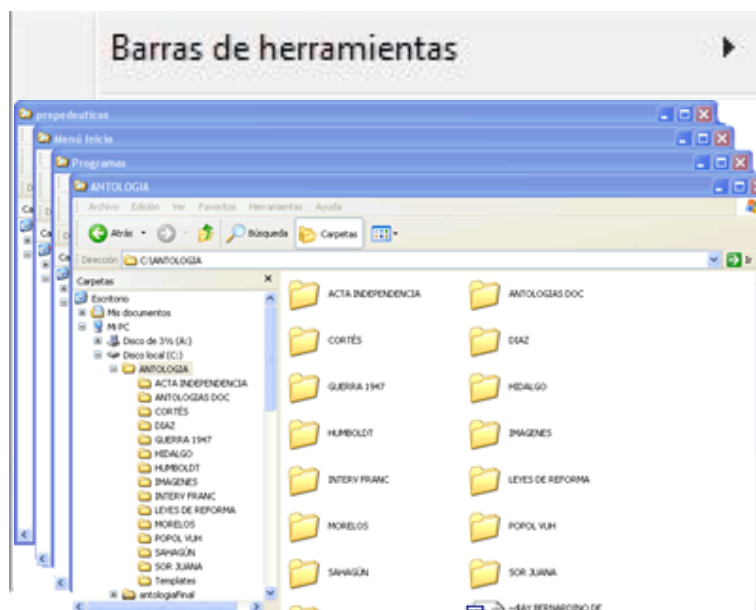 Barras de herramientas
propedeuticos
Menú Inicio
Programas
ANTOLOGIA
Archivo Edición Ver Favoritos Herramientas Ayuda
Atrás Búsqueda Carpetas
Dirección C:\ANTOLOGIA Ir
Carpetas
Escritorio
Mis documentos
Mi PC
Disco de 3½ (A:)
Disco local (C:)
ANTOLOGIA
ACTA INDEPENDENCIA
ANTOLOGIAS DOC
CORTÉS
DIAZ
GUERRA 1947
HIDALGO
HUMBOLDT
IMAGENES
INTERV FRANC
LEYES DE REFORMA
MORELOS
POPOL VUH
SAHAGÚN
SOR JUANA
Templates
antologiaFinal
ACTA INDEPENDENCIA ANTOLOGIAS DOC
CORTÉS DIAZ
GUERRA 1947 HIDALGO
HUMBOLDT IMAGENES
INTERV FRANC LEYES DE REFORMA
MORELOS POPOL VUH
SAHAGÚN SOR JUANA
BERNARDINO DE